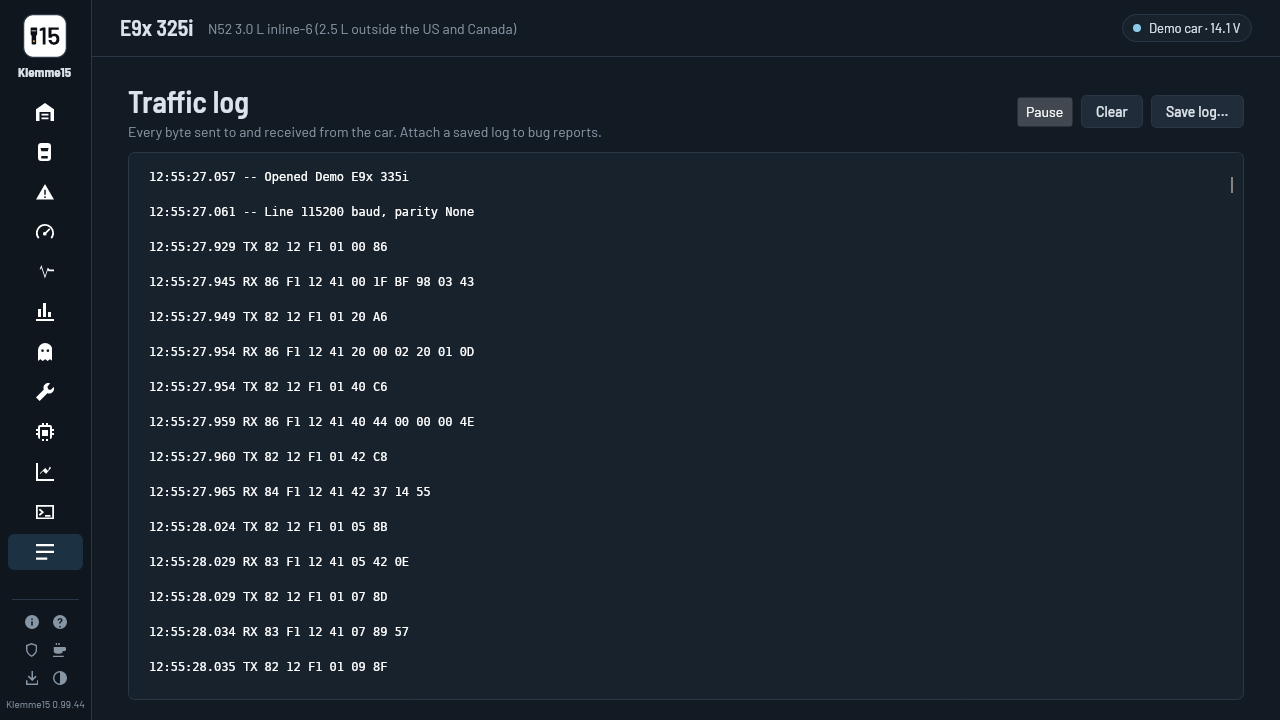 E9x 325i
N52 3.0 L inline-6 (2.5 L outside the US and Canada)
Demo car · 14.1 V
15
Klemme15
Traffic log
Every byte sent to and received from the car. Attach a saved log to bug reports.
Pause
Clear
Save log...
12:55:27.057 -- Opened Demo E9x 335i
12:55:27.061 -- Line 115200 baud, parity None
12:55:27.929 TX 82 12 F1 01 00 86
12:55:27.945 RX 86 F1 12 41 00 1F BF 98 03 43
12:55:27.949 TX 82 12 F1 01 20 A6
12:55:27.954 RX 86 F1 12 41 20 00 02 20 01 0D
12:55:27.954 TX 82 12 F1 01 40 C6
12:55:27.959 RX 86 F1 12 41 40 44 00 00 00 4E
12:55:27.960 TX 82 12 F1 01 42 C8
12:55:27.965 RX 84 F1 12 41 42 37 14 55
12:55:28.024 TX 82 12 F1 01 05 8B
12:55:28.029 RX 83 F1 12 41 05 42 0E
12:55:28.029 TX 82 12 F1 01 07 8D
12:55:28.034 RX 83 F1 12 41 07 89 57
12:55:28.035 TX 82 12 F1 01 09 8F
Klemme15 0.99.44